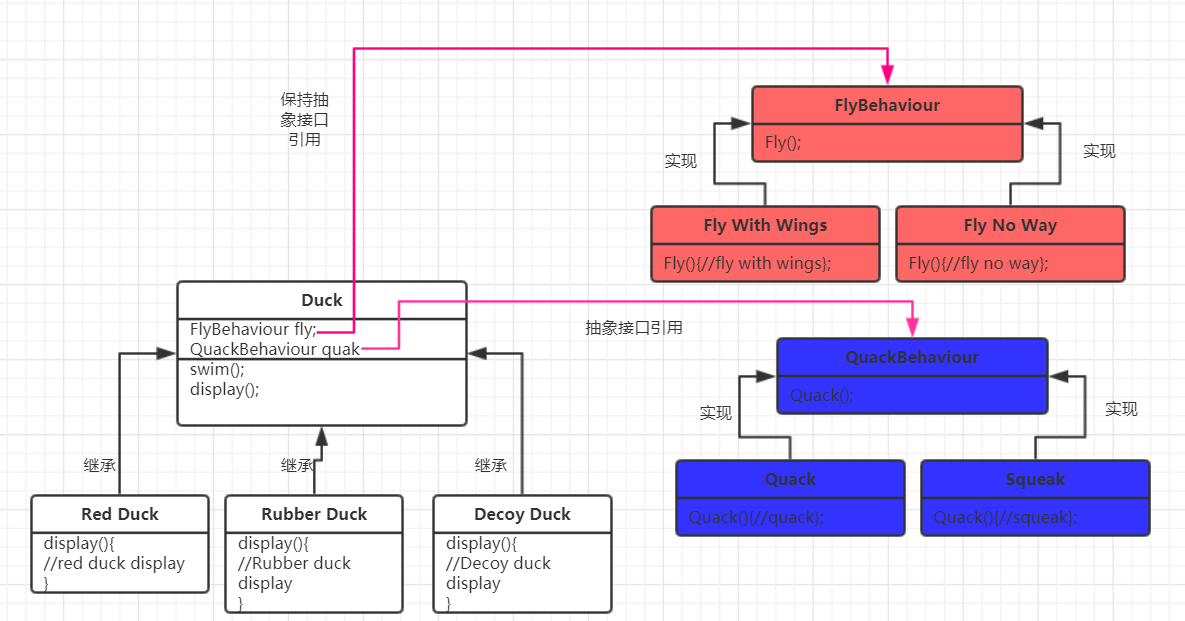 保持抽
象接口
引用
FlyBehaviour
Fly();
实现
实现
Fly With Wings
Fly(){//fly with wings};
Fly No Way
Fly(){//fly no way};
Duck
FlyBehaviour fly;
QuackBehaviour quak
swim();
display();
抽象接口引用
QuackBehaviour
Quack();
实现
实现
Quack
Quack(){//quack};
Squeak
Quack(){//squeak};
继承
继承
继承
Red Duck
display(){
//red duck display
}
Rubber Duck
display(){
//Rubber duck
display
}
Decoy Duck
display(){
//Decoy duck
display
}